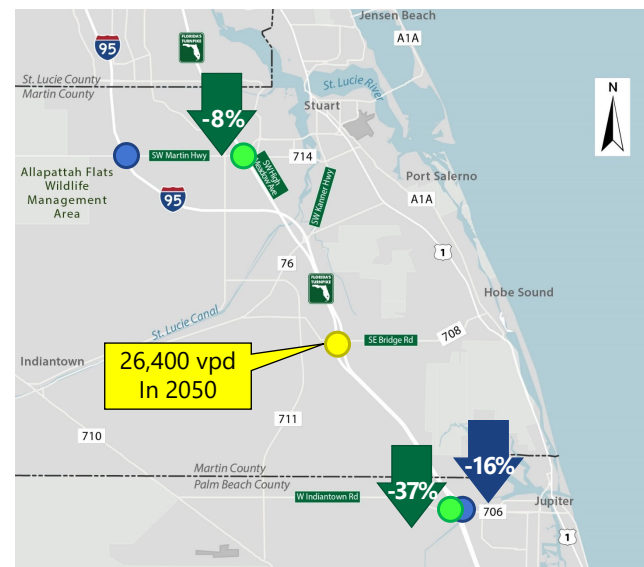 Jensen Beach
A1A
95
FLORIDA'S
TURNPIKE
St. Lucie County
Martin County
St. Lucie River
N
-8%
Stuart
SW Martin Hwy
714
Allapattah Flats
Wildlife
Management
Area
SW High
Meadow Ave
SW Kanner Hwy
Port Salerno
A1A
95
1
76
FLORIDA'S
TURNPIKE
Hobe Sound
St. Lucie Canal
SE Bridge Rd
708
26,400 vpd
In 2050
Indiantown
711
710
-16%
Martin County
Palm Beach County
-37%
W Indiantown Rd
706
Jupiter
1